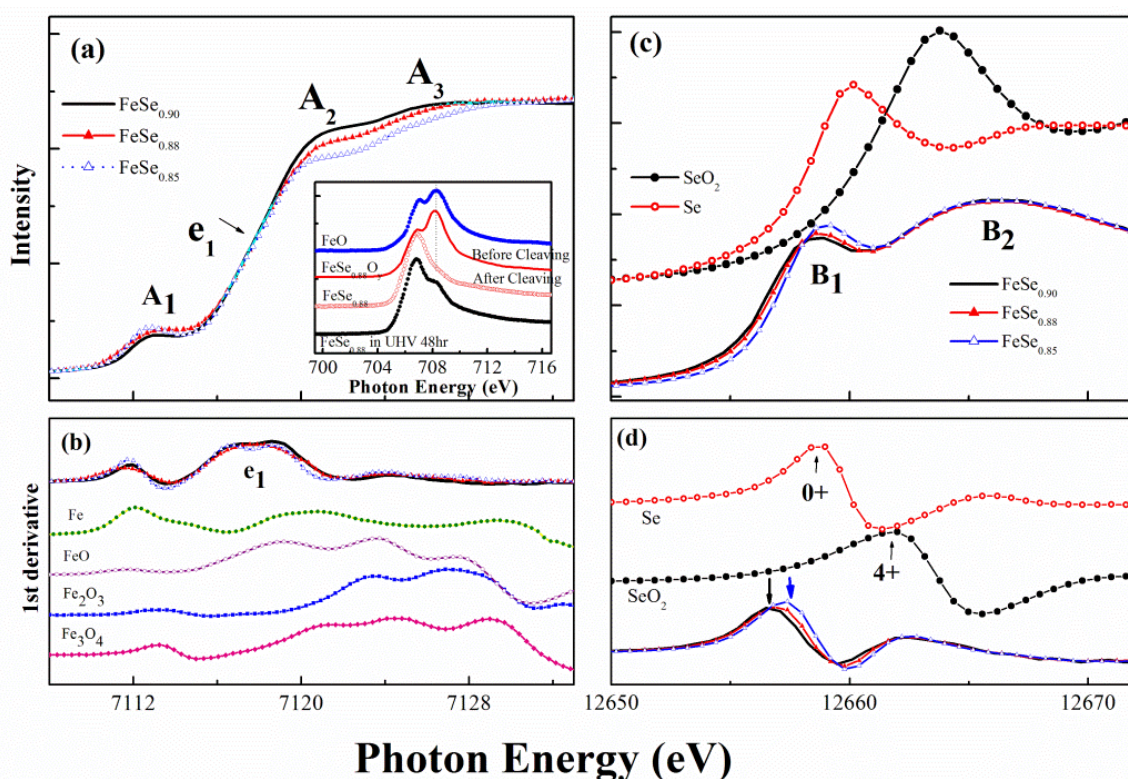 (a)
A₃
A₂
FeSe₀.₉₀
FeSe₀.₈₈
FeSe₀.₈₅
e₁
A₁
Intensity
FeO
FeSe₀.₈₈Oy
Before Cleaving
FeSe₀.₈₈
After Cleaving
FeSe₀.₈₈ in UHV 48hr
700 704 708 712 716
Photon Energy (eV)
(c)
SeO₂
Se
B₂
B₁
FeSe₀.₉₀
FeSe₀.₈₈
FeSe₀.₈₅
(b)
e₁
Fe
FeO
Fe₂O₃
Fe₃O₄
1st derivative
7112 7120 7128
(d)
0+
Se
4+
SeO₂
12650 12660 12670
Photon Energy (eV)